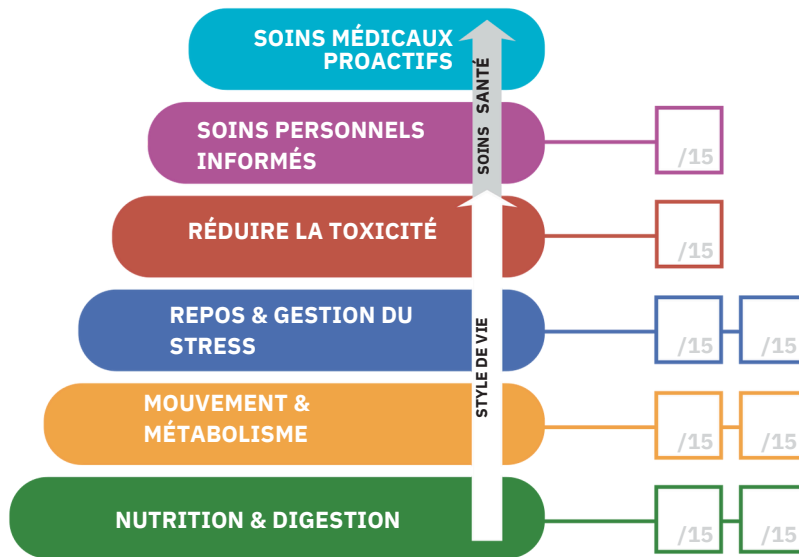 SOINS MÉDICAUX
PROACTIFS
SOINS SANTÉ
SOINS PERSONNELS
INFORMÉS
/15
RÉDUIRE LA TOXICITÉ
/15
REPOS & GESTION DU
STRESS
/15 /15
STYLE DE VIE
MOUVEMENT &
MÉTABOLISME
/15 /15
NUTRITION & DIGESTION
/15 /15